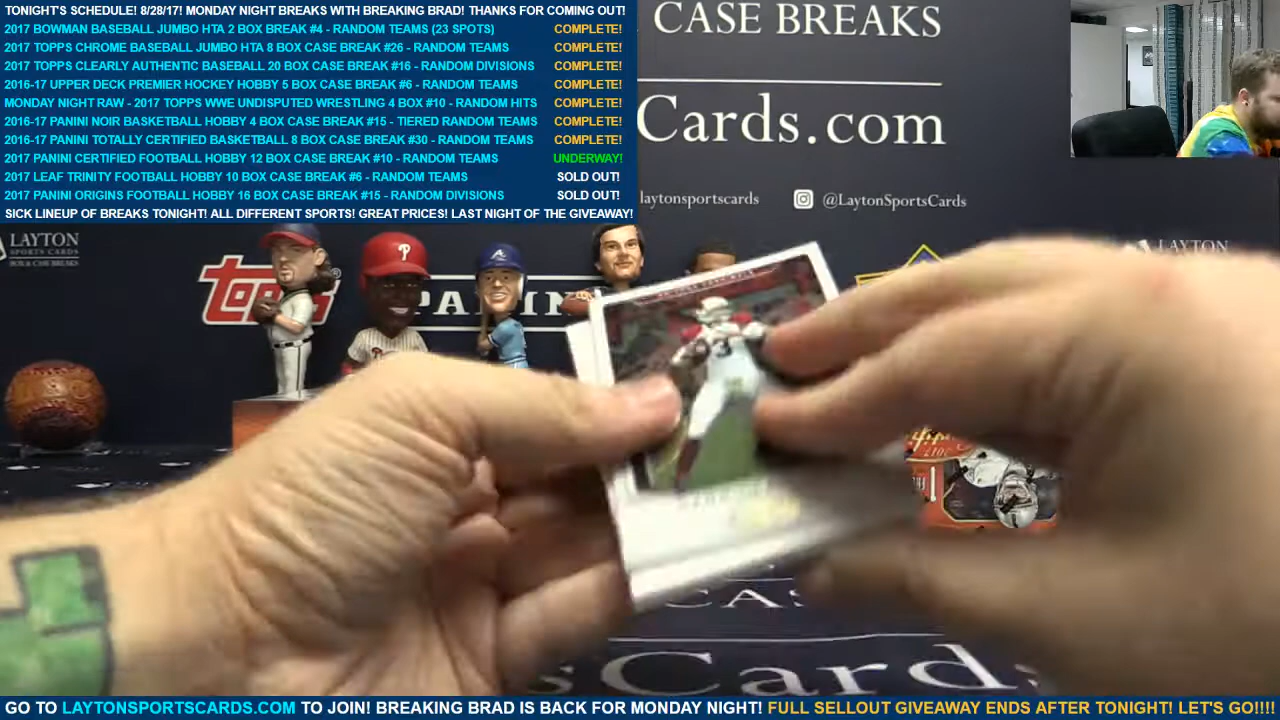 TONIGHT'S SCHEDULE! 8/28/17! MONDAY NIGHT BREAKS WITH BREAKING BRAD! THANKS FOR COMING OUT!
2017 BOWMAN BASEBALL JUMBO HTA 2 BOX BREAK #4 - RANDOM TEAMS (23 SPOTS) COMPLETE!
2017 TOPPS CHROME BASEBALL JUMBO HTA 8 BOX CASE BREAK #26 - RANDOM TEAMS COMPLETE!
2017 TOPPS CLEARLY AUTHENTIC BASEBALL 20 BOX CASE BREAK #16 - RANDOM DIVISIONS COMPLETE!
2016-17 UPPER DECK PREMIER HOCKEY HOBBY 5 BOX CASE BREAK #6 - RANDOM TEAMS COMPLETE!
MONDAY NIGHT RAW - 2017 TOPPS WWE UNDISPUTED WRESTLING 4 BOX #10 - RANDOM HITS COMPLETE!
2016-17 PANINI NOIR BASKETBALL HOBBY 4 BOX CASE BREAK #15 - TIERED RANDOM TEAMS COMPLETE!
2016-17 PANINI TOTALLY CERTIFIED BASKETBALL 8 BOX CASE BREAK #30 - RANDOM TEAMS COMPLETE!
2017 PANINI CERTIFIED FOOTBALL HOBBY 12 BOX CASE BREAK #10 - RANDOM TEAMS UNDERWAY!
2017 LEAF TRINITY FOOTBALL HOBBY 10 BOX CASE BREAK #6 - RANDOM TEAMS SOLD OUT!
2017 PANINI ORIGINS FOOTBALL HOBBY 16 BOX CASE BREAK #15 - RANDOM DIVISIONS SOLD OUT!
SICK LINEUP OF BREAKS TONIGHT! ALL DIFFERENT SPORTS! GREAT PRICES! LAST NIGHT OF THE GIVEAWAY!
CASE BREAKS
Cards.com
laytonsportscards @LaytonSportsCards
LAYTON
SPORTS CARDS
BOX & CASE BREAKS
Topps
PANINI
LAYTON
CAS
sCards.
GO TO LAYTONSPORTSCARDS.COM TO JOIN! BREAKING BRAD IS BACK FOR MONDAY NIGHT! FULL SELLOUT GIVEAWAY ENDS AFTER TONIGHT! LET'S GO!!!!